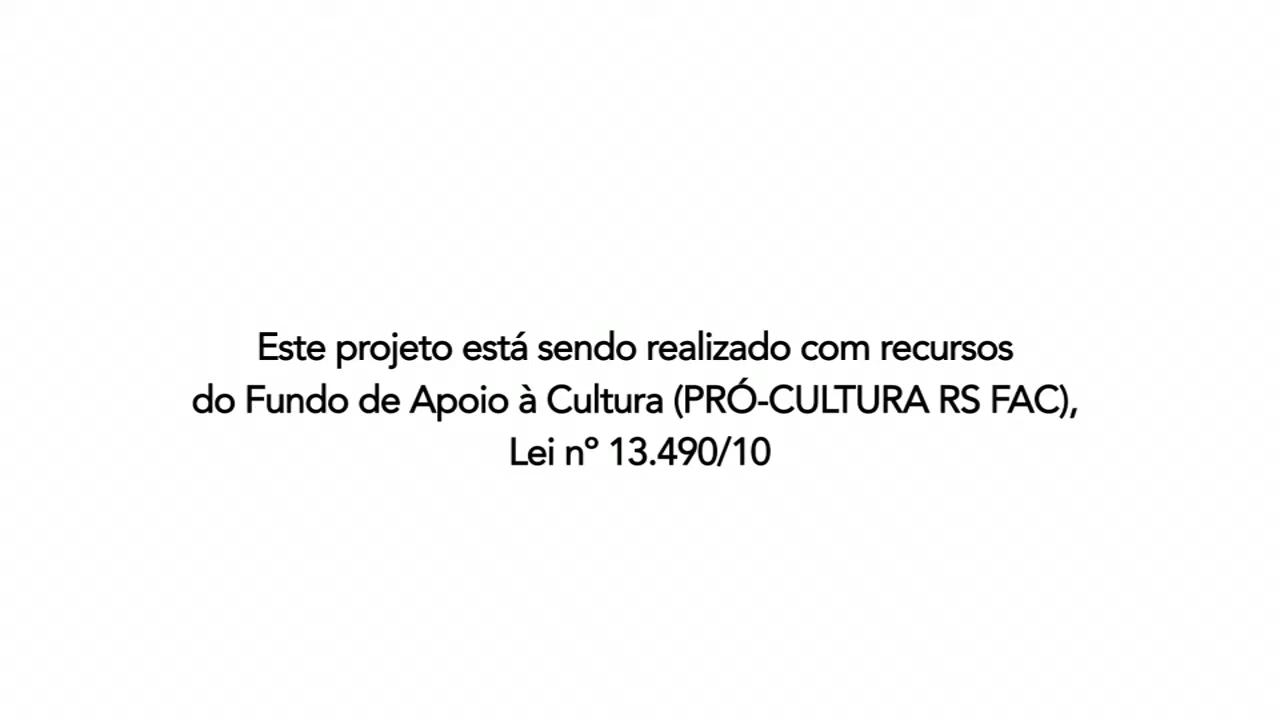 Este projeto está sendo realizado com recursos
do Fundo de Apoio à Cultura (PRÓ-CULTURA RS FAC),
Lei nº 13.490/10